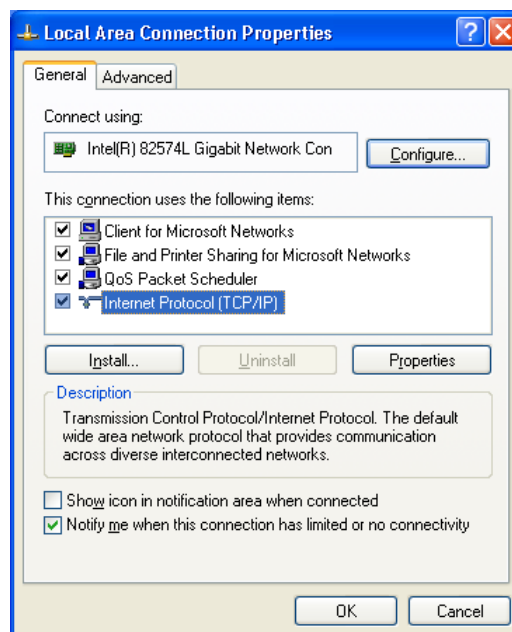 Local Area Connection Properties
General
Advanced
Connect using:
Intel(R) 82574L Gigabit Network Con
Configure...
This connection uses the following items:
Client for Microsoft Networks
File and Printer Sharing for Microsoft Networks
QoS Packet Scheduler
Internet Protocol (TCP/IP)
Install...
Uninstall
Properties
Description
Transmission Control Protocol/Internet Protocol. The default
wide area network protocol that provides communication
across diverse interconnected networks.
Show icon in notification area when connected
Notify me when this connection has limited or no connectivity
OK
Cancel